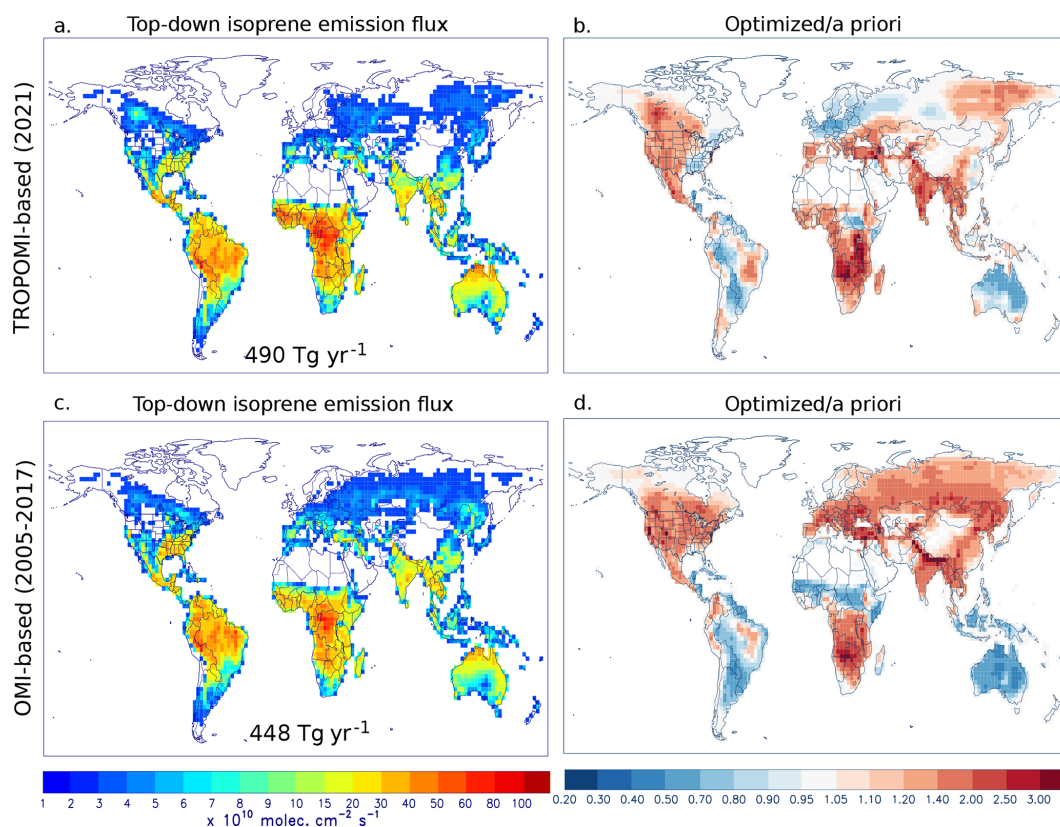 a. Top-down isoprene emission flux
b. Optimized/a priori
TROPOMI-based (2021)
490 Tg yr⁻¹
c. Top-down isoprene emission flux
d. Optimized/a priori
OMI-based (2005-2017)
448 Tg yr⁻¹
1 2 3 4 5 6 7 8 9 10 15 20 30 40 60 80 100
x 10¹⁰ molec. cm⁻² s⁻¹
0.20 0.30 0.40 0.50 0.70 0.80 0.90 0.95 1.05 1.10 1.20 1.40 2.00 2.50 3.00